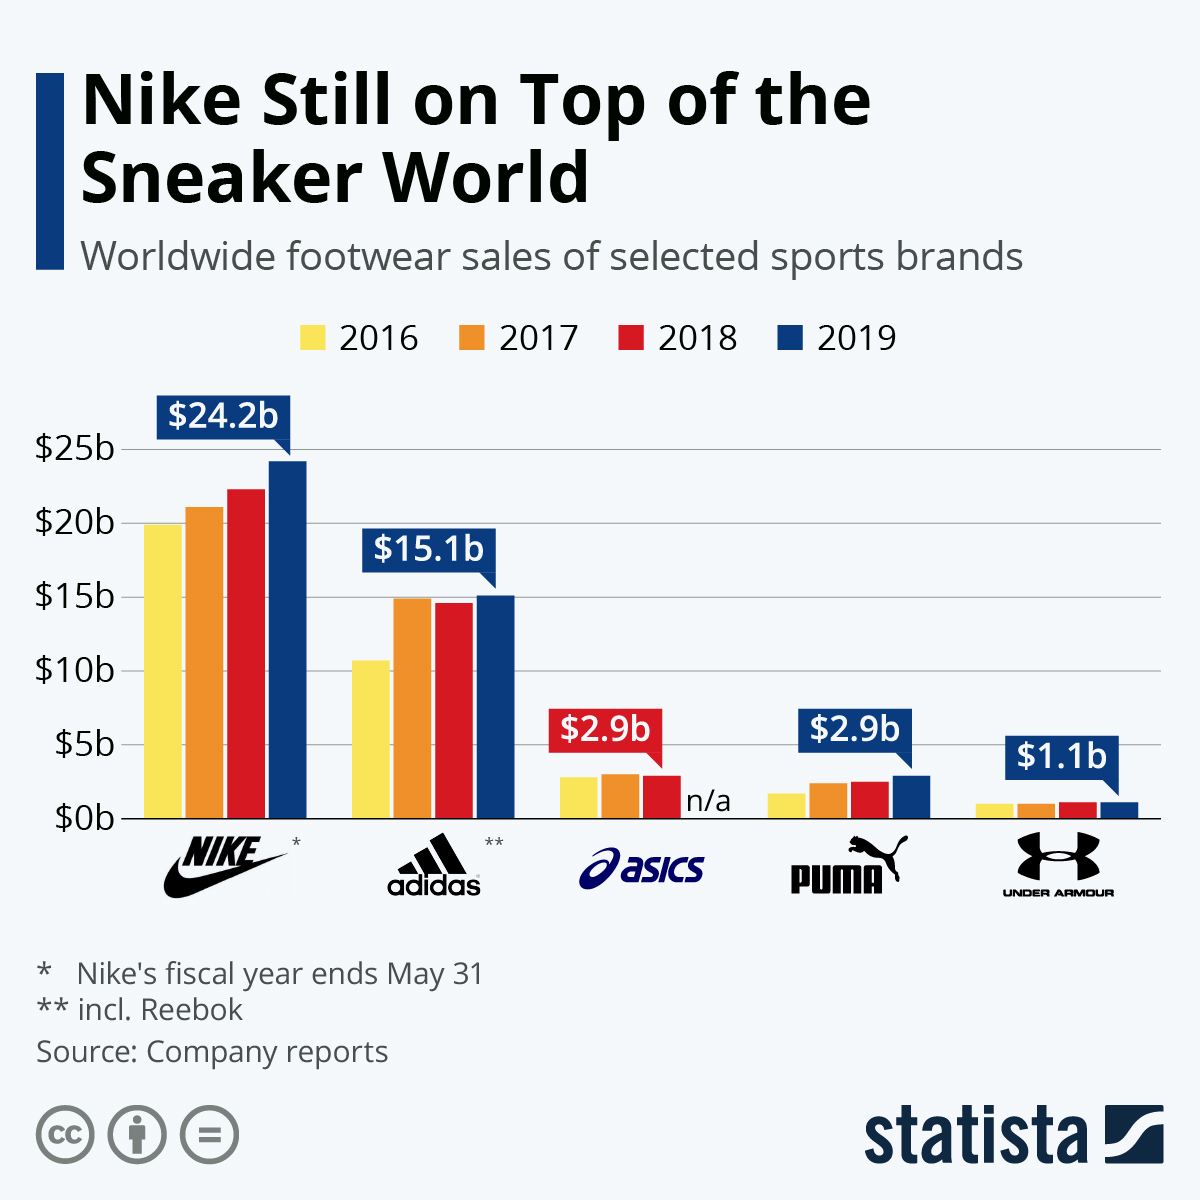 Nike Still on Top of the
Sneaker World
Worldwide footwear sales of selected sports brands
2016 2017 2018 2019
$24.2b
$25b
$20b
$15.1b
$15b
$10b
$2.9b $2.9b
$5b
$1.1b
n/a
$0b
NIKE * adidas ** asics PUMA UNDER ARMOUR
* Nike's fiscal year ends May 31
** incl. Reebok
Source: Company reports
cc =
statista